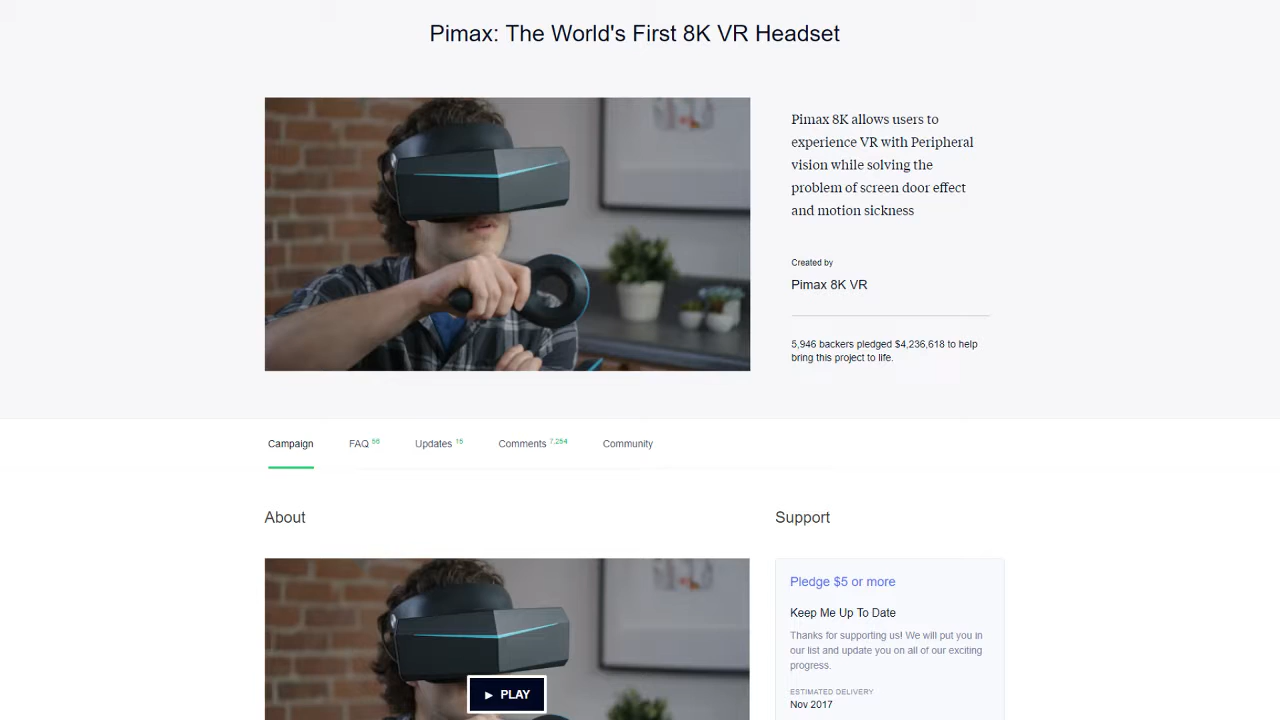 Pimax: The World's First 8K VR Headset
Pimax 8K allows users to
experience VR with Peripheral
vision while solving the
problem of screen door effect
and motion sickness
Created by
Pimax 8K VR
5,946 backers pledged $4,236,618 to help
bring this project to life.
Campaign
FAQ 56
Updates 15
Comments 7,254
Community
About
Support
PLAY
Pledge $5 or more
Keep Me Up To Date
Thanks for supporting us! We will put you in
our list and update you on all of our exciting
progress.
ESTIMATED DELIVERY
Nov 2017